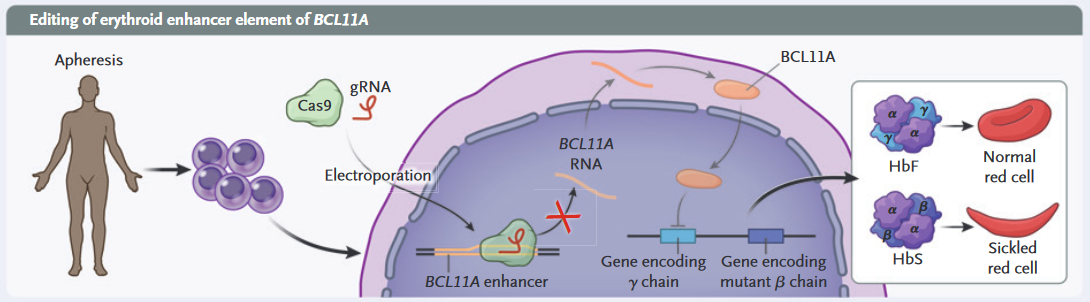 Editing of erythroid enhancer element of BCL11A
Apheresis
Cas9
gRNA
Electroporation
BCL11A
BCL11A
RNA
BCL11A enhancer
Gene encoding
γ chain
Gene encoding
mutant β chain
α
γ
γ
α
HbF
Normal
red cell
α
β
β
α
HbS
Sickled
red cell